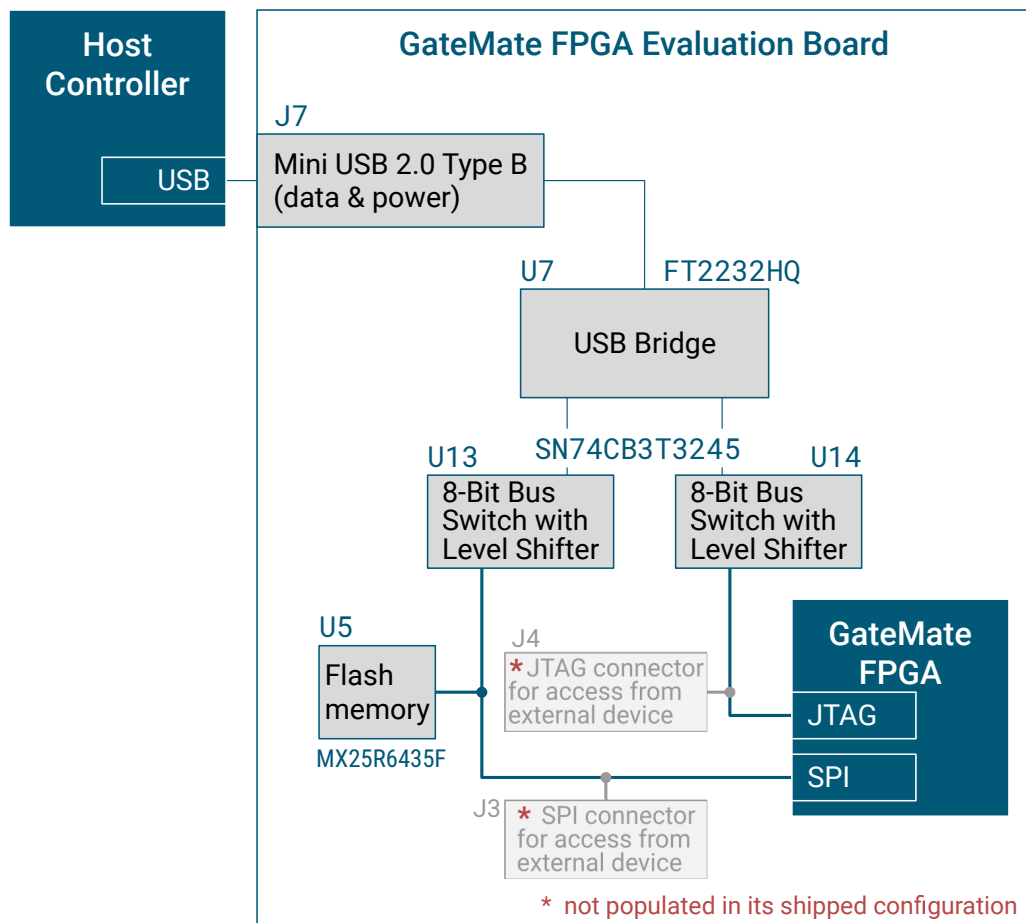 Host
Controller
GateMate FPGA Evaluation Board
J7
USB
Mini USB 2.0 Type B
(data & power)
U7
FT2232HQ
USB Bridge
SN74CB3T3245
U13
U14
8-Bit Bus
Switch with
Level Shifter
8-Bit Bus
Switch with
Level Shifter
U5
Flash
memory
MX25R6435F
J4
* JTAG connector
for access from
external device
GateMate
FPGA
JTAG
SPI
J3
* SPI connector
for access from
external device
* not populated in its shipped configuration